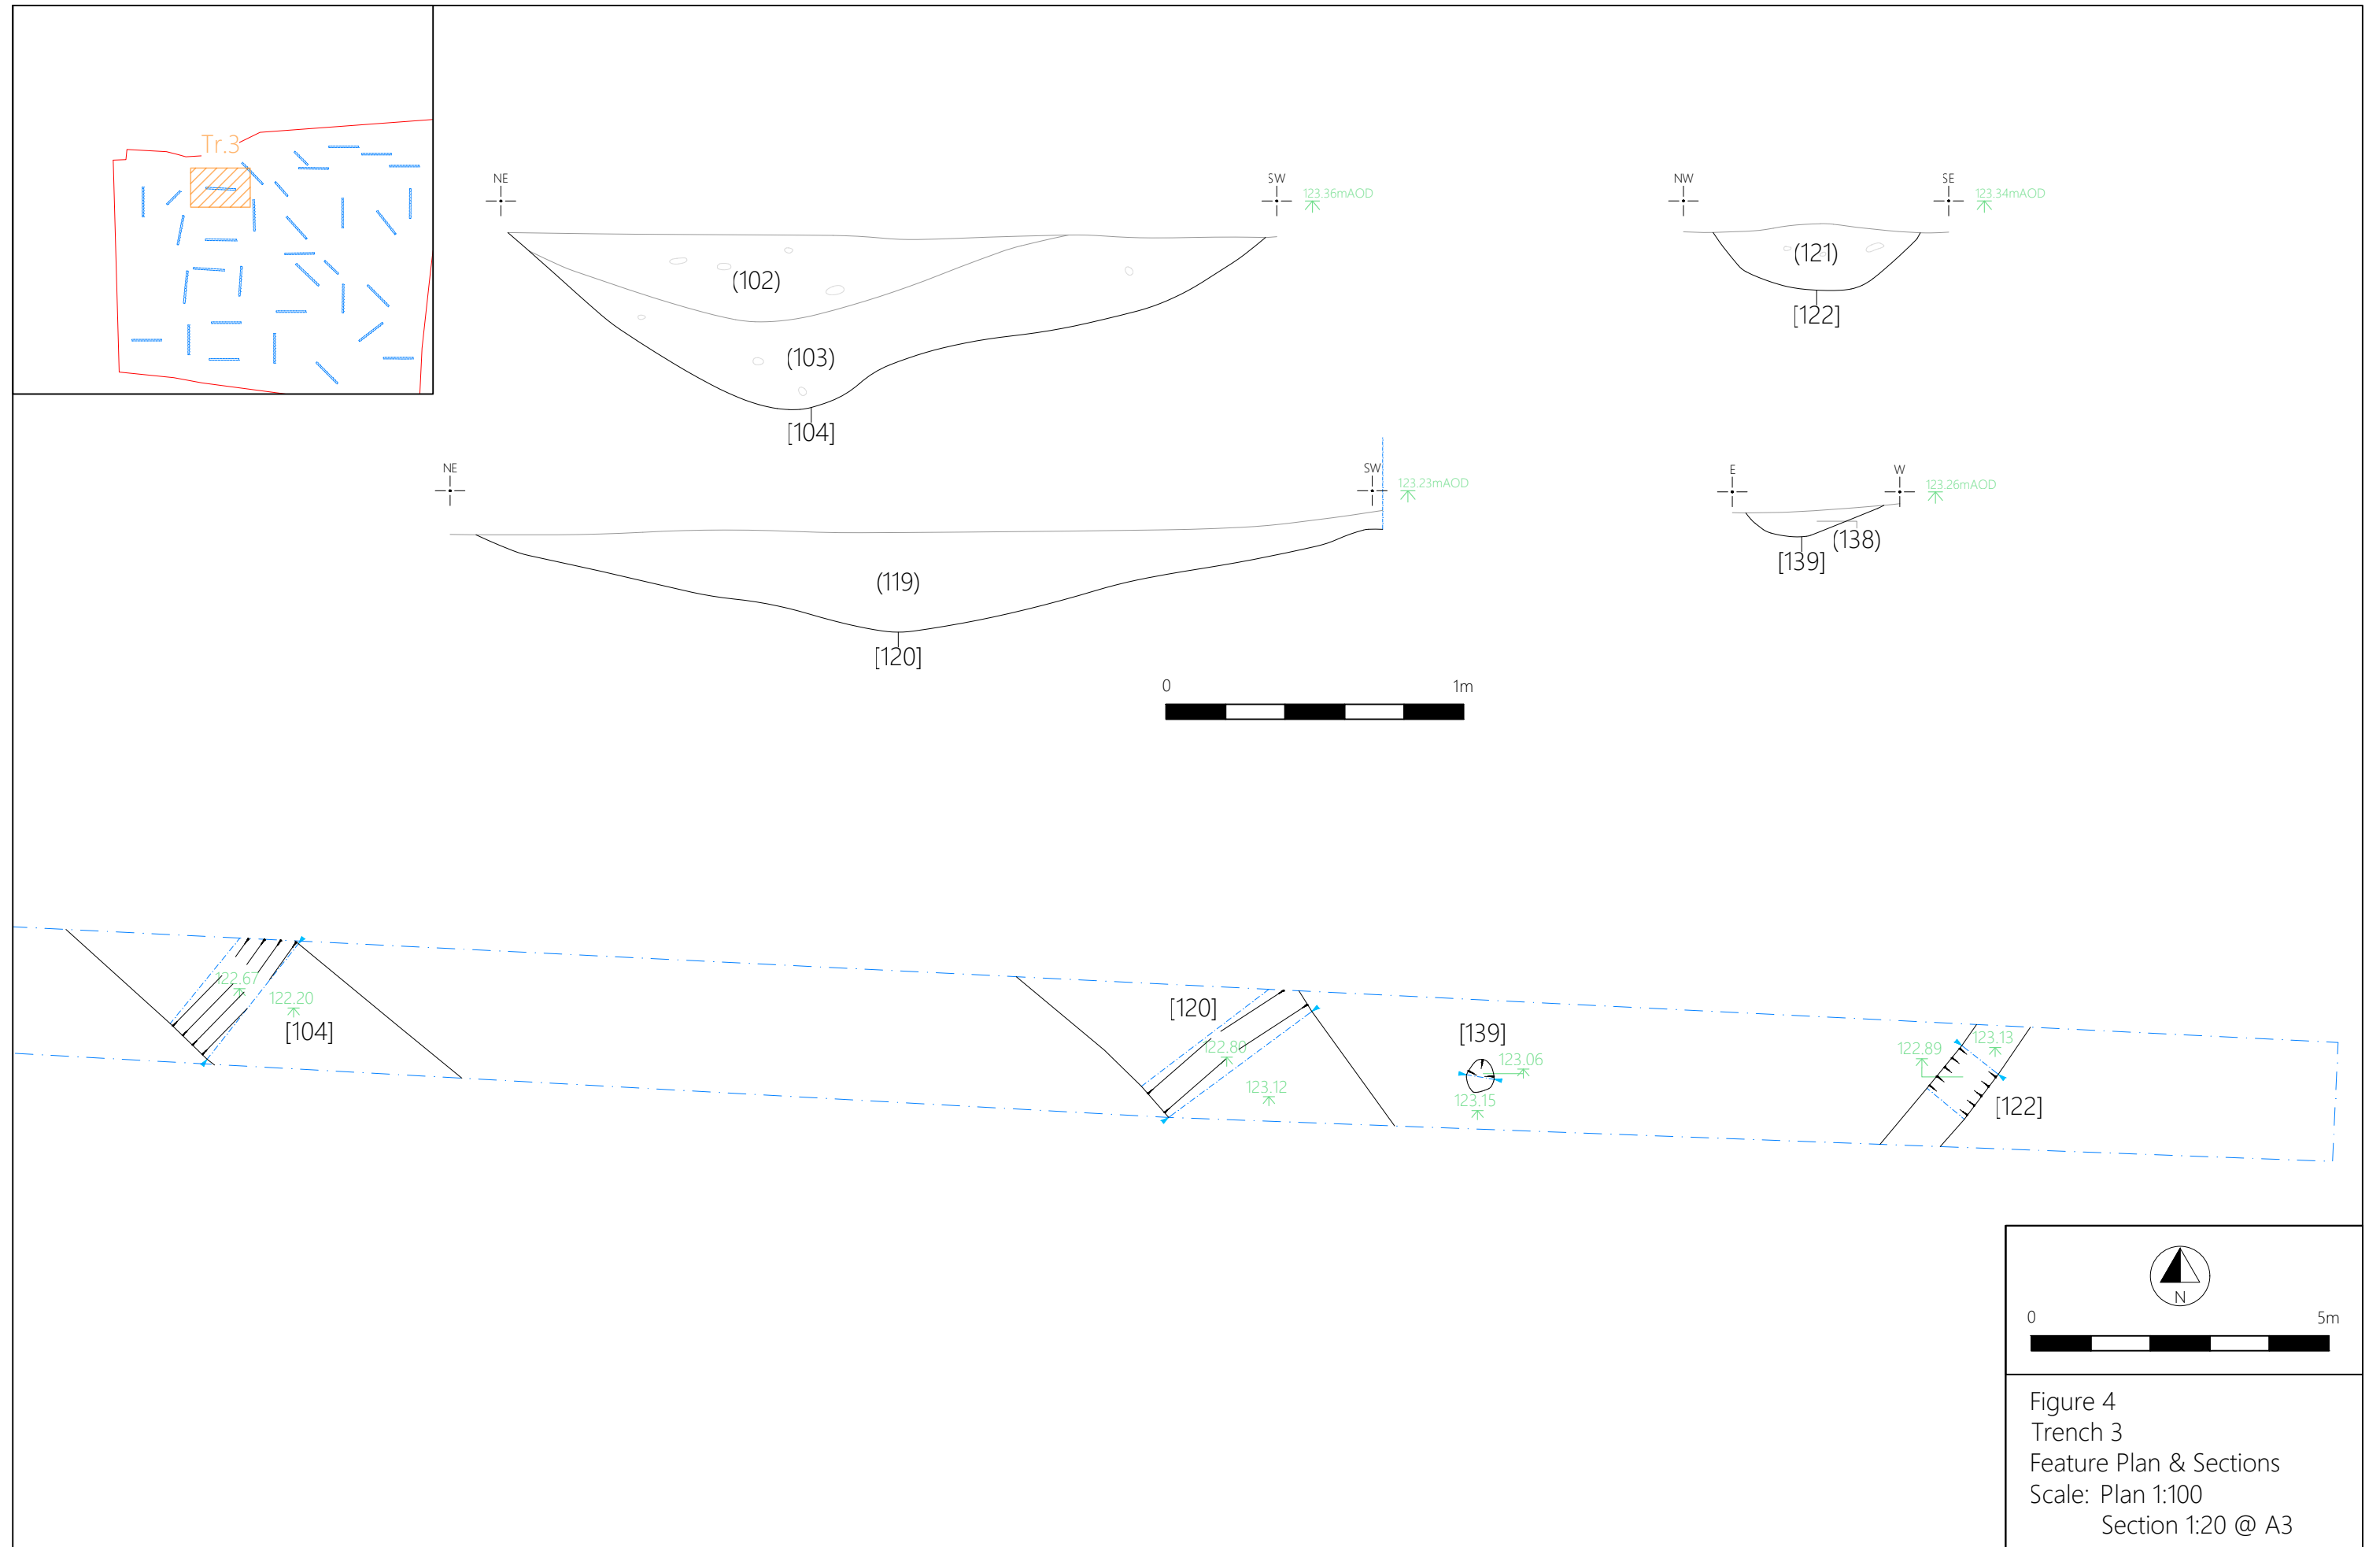 Tr.3
NE
SW
123.36mAOD
(102)
(103)
[104]
NW
SE
123.34mAOD
(121)
[122]
NE
SW
123.23mAOD
(119)
[120]
E
W
123.26mAOD
(138)
[139]
0 1m
122.67
122.20
[104]
[120]
122.80
123.12
[139]
123.06
123.15
122.89
123.13
[122]
N
0 5m
Figure 4
Trench 3
Feature Plan & Sections
Scale: Plan 1:100
Section 1:20 @ A3